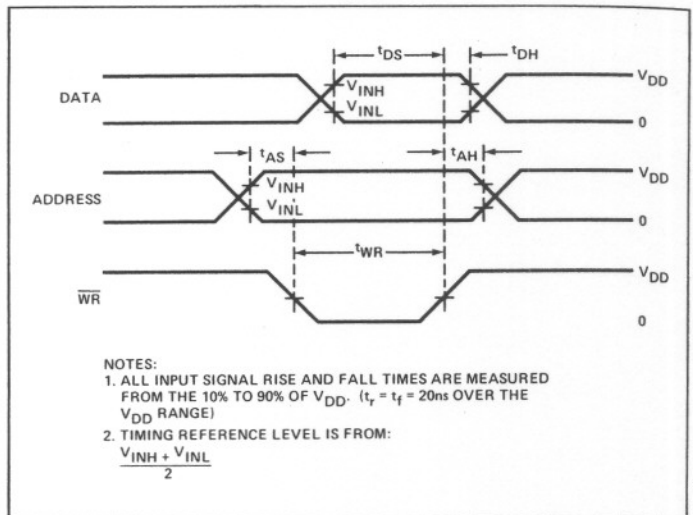 tDS tDH
VDD
DATA
VINH
VINL
0
tAS tAH
VDD
ADDRESS
VINH
VINL
0
tWR
VDD
WR
0
NOTES:
1. ALL INPUT SIGNAL RISE AND FALL TIMES ARE MEASURED
FROM THE 10% TO 90% OF VDD. (tr = tf = 20ns OVER THE
VDD RANGE)
2. TIMING REFERENCE LEVEL IS FROM:
VINH + VINL
2